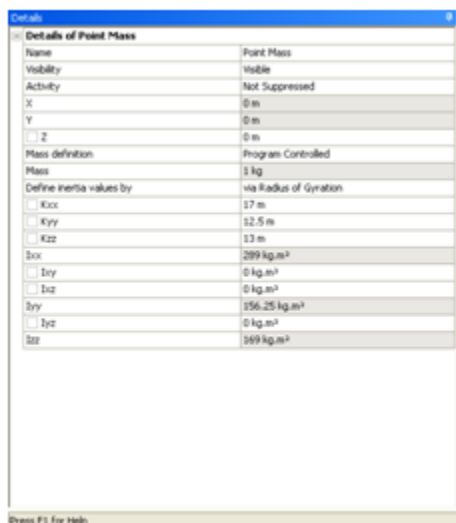 Details
Details of Point Mass
Name Point Mass
Visibility Visible
Activity Not Suppressed
X 0 m
Y 0 m
Z 0 m
Mass definition Program Controlled
Mass 1 kg
Define inertia values by via Radius of Gyration
Kxx 17 m
Kyy 12.5 m
Kzz 13 m
Ixx 289 kg.m²
Ixy 0 kg.m²
Ixz 0 kg.m²
Iyy 156.25 kg.m²
Iyz 0 kg.m²
Izz 169 kg.m²
Press F1 for Help